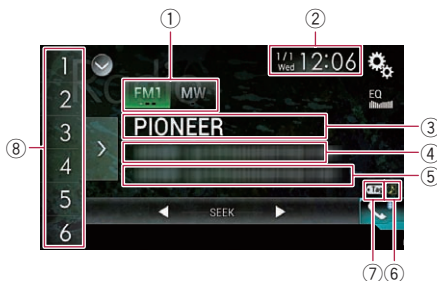 ① ②
1 1/1 Wed 12:06
2 FM1 MW EQ
3 PIONEER ③
④
⑧
4
⑤
5
6 SEEK
⑦ ⑥